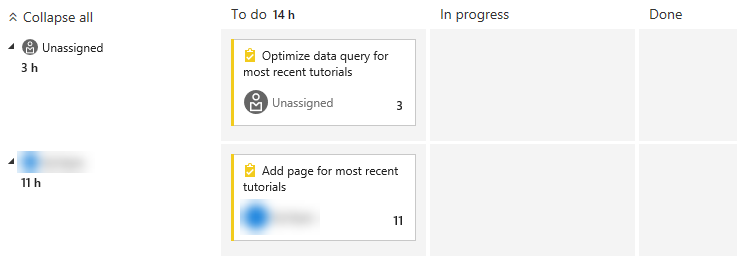 Collapse all
To do 14 h
In progress
Done
Unassigned
3 h
Optimize data query for
most recent tutorials
Unassigned
3
11 h
Add page for most recent
tutorials
11